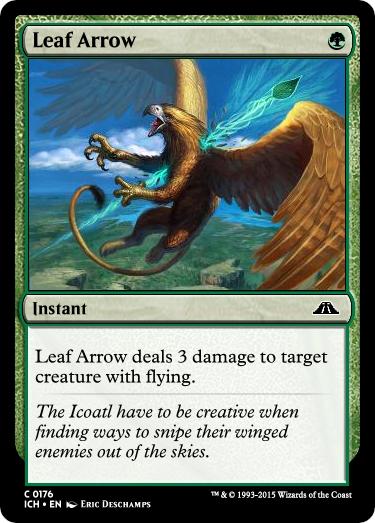 Leaf Arrow
Instant
Leaf Arrow deals 3 damage to target
creature with flying.
The Icoatl have to be creative when
finding ways to snipe their winged
enemies out of the skies.
C 0176
ICH • EN Eric Deschamps
™ & © 1993-2015 Wizards of the Coast